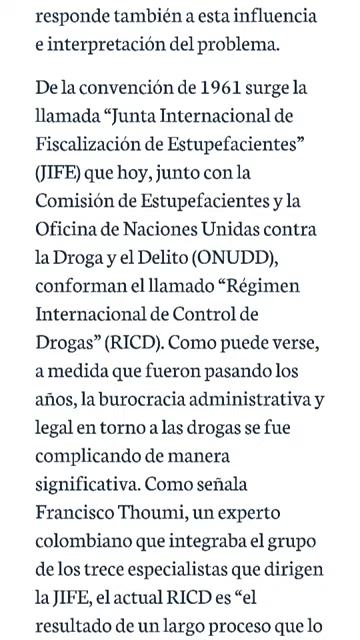 responde también a esta influencia
e interpretación del problema.
De la convención de 1961 surge la
llamada “Junta Internacional de
Fiscalización de Estupefacientes”
(JIFE) que hoy, junto con la
Comisión de Estupefacientes y la
Oficina de Naciones Unidas contra
la Droga y el Delito (ONUDD),
conforman el llamado “Régimen
Internacional de Control de
Drogas” (RICD). Como puede verse,
a medida que fueron pasando los
años, la burocracia administrativa y
legal en torno a las drogas se fue
complicando de manera
significativa. Como señala
Francisco Thoumi, un experto
colombiano que integraba el grupo
de los trece especialistas que dirigen
la JIFE, el actual RICD es “el
resultado de un largo proceso que lo